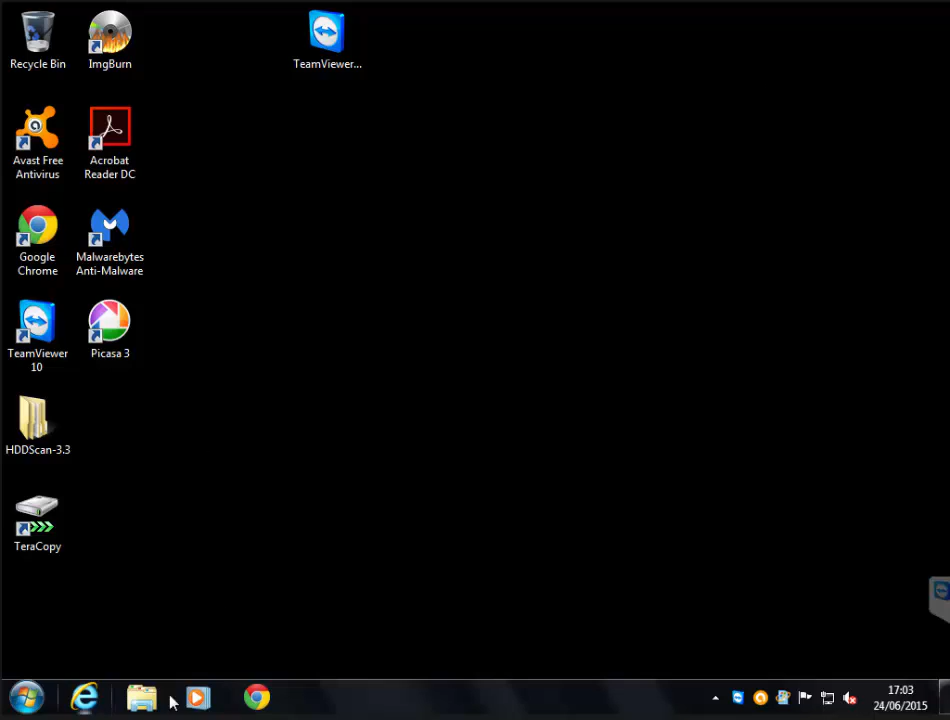 Recycle Bin
ImgBurn
TeamViewer...
Avast Free
Antivirus
Acrobat
Reader DC
Google
Chrome
Malwarebytes
Anti-Malware
TeamViewer
10
Picasa 3
HDDScan-3.3
TeraCopy
17:03
24/06/2015